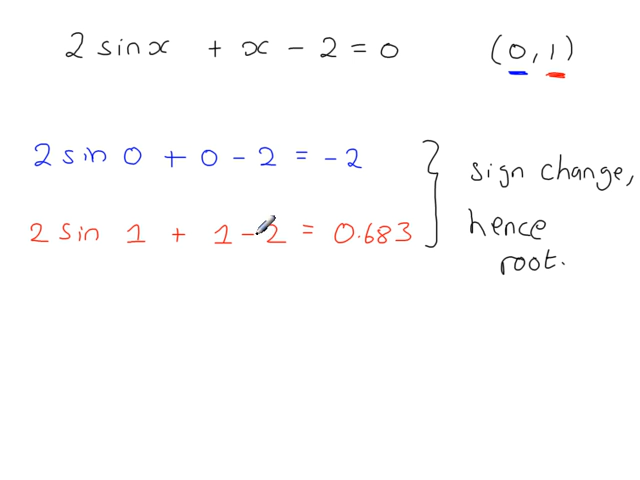 2 sin x + x - 2 = 0 (0, 1)
2 sin 0 + 0 - 2 = -2
2 sin 1 + 1 - 2 = 0.683
sign change,
hence
root.